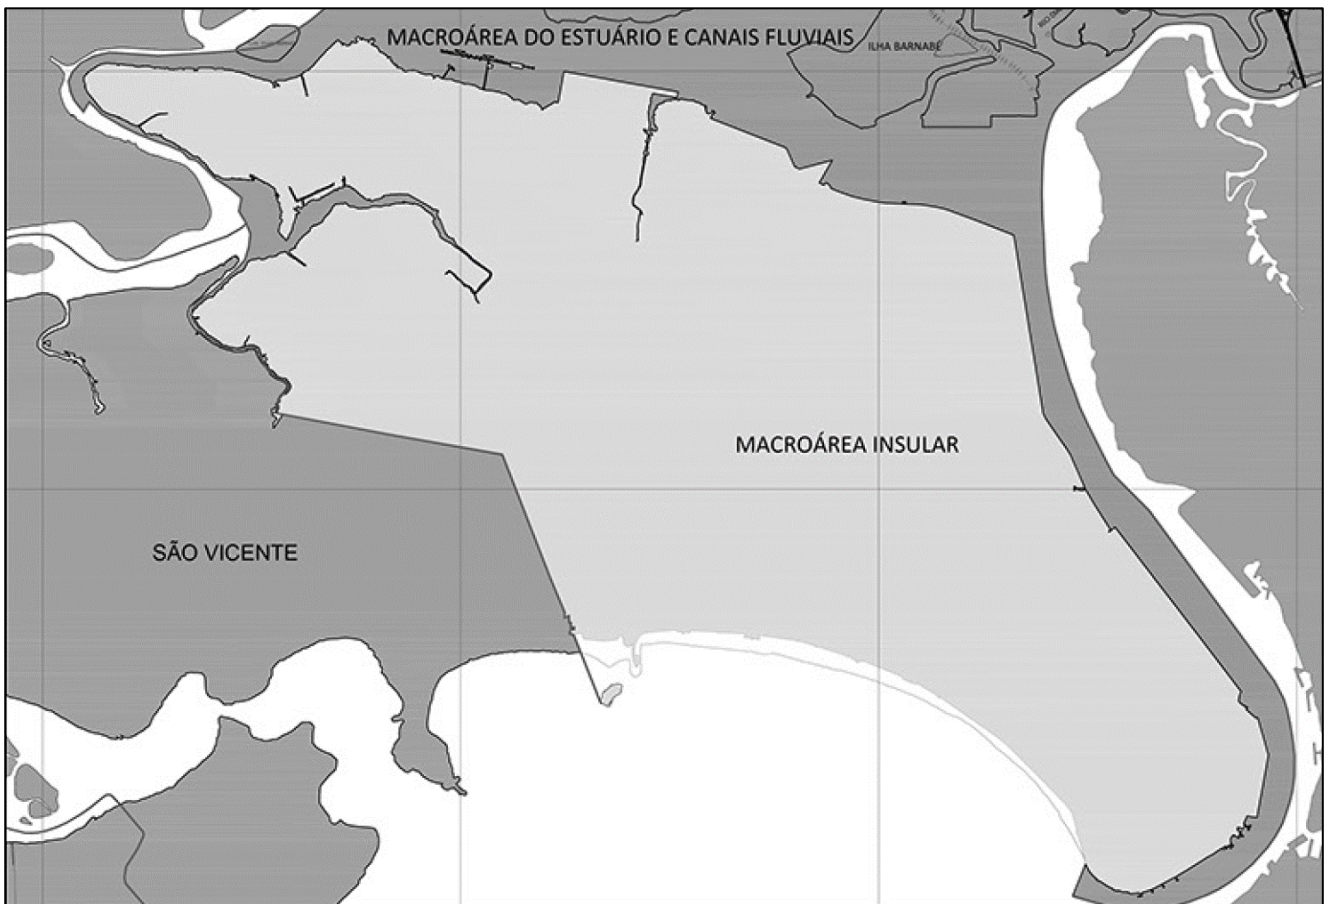 MACROÁREA DO ESTUÁRIO E CANAIS FLUVIAIS
ILHA BARNABÉ
MACROÁREA INSULAR
SÃO VICENTE